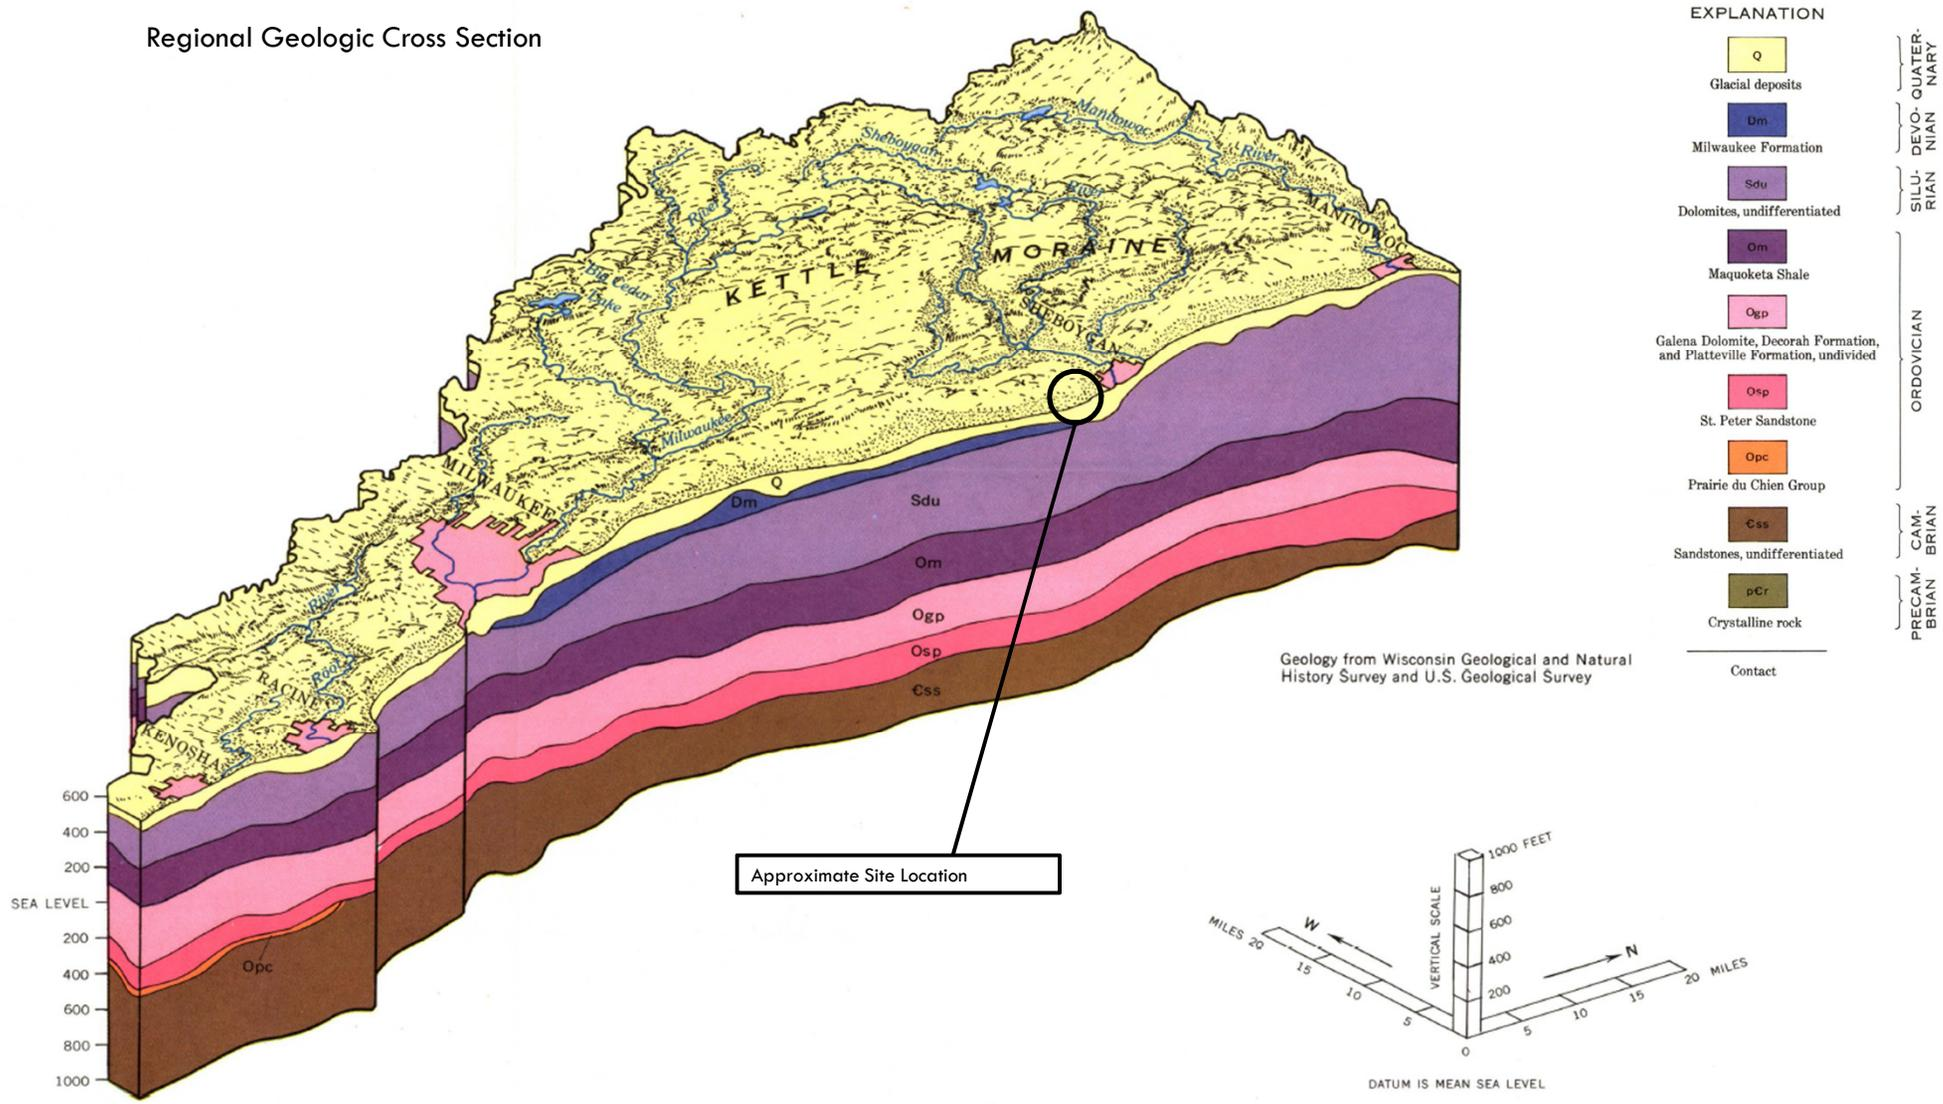 Regional Geologic Cross Section
Manitowoc
River
Sheboygan
River
River
MANITOWOC
KETTLE MORAINE
Big Cedar
Lake
SHEBOYGAN
Milwaukee
MILWAUKEE
River
Root
RACINE
KENOSHA
Q
Dm
Sdu
Om
Ogp
Osp
Єss
Opc
600
400
200
SEA LEVEL
200
400
600
800
1000
Approximate Site Location
EXPLANATION
Q
Glacial deposits
QUATER-
NARY
Dm
Milwaukee Formation
DEVO-
NIAN
Sdu
Dolomites, undifferentiated
SILU-
RIAN
Om
Maquoketa Shale
Ogp
Galena Dolomite, Decorah Formation,
and Platteville Formation, undivided
Osp
St. Peter Sandstone
Opc
Prairie du Chien Group
ORDOVICIAN
Єss
Sandstones, undifferentiated
CAM-
BRIAN
pЄr
Crystalline rock
PRECAM-
BRIAN
Contact
Geology from Wisconsin Geological and Natural
History Survey and U.S. Geological Survey
1000 FEET
800
600
400
200
VERTICAL SCALE
MILES 20
15
10
5
0
5
10
15
20 MILES
W
N
DATUM IS MEAN SEA LEVEL